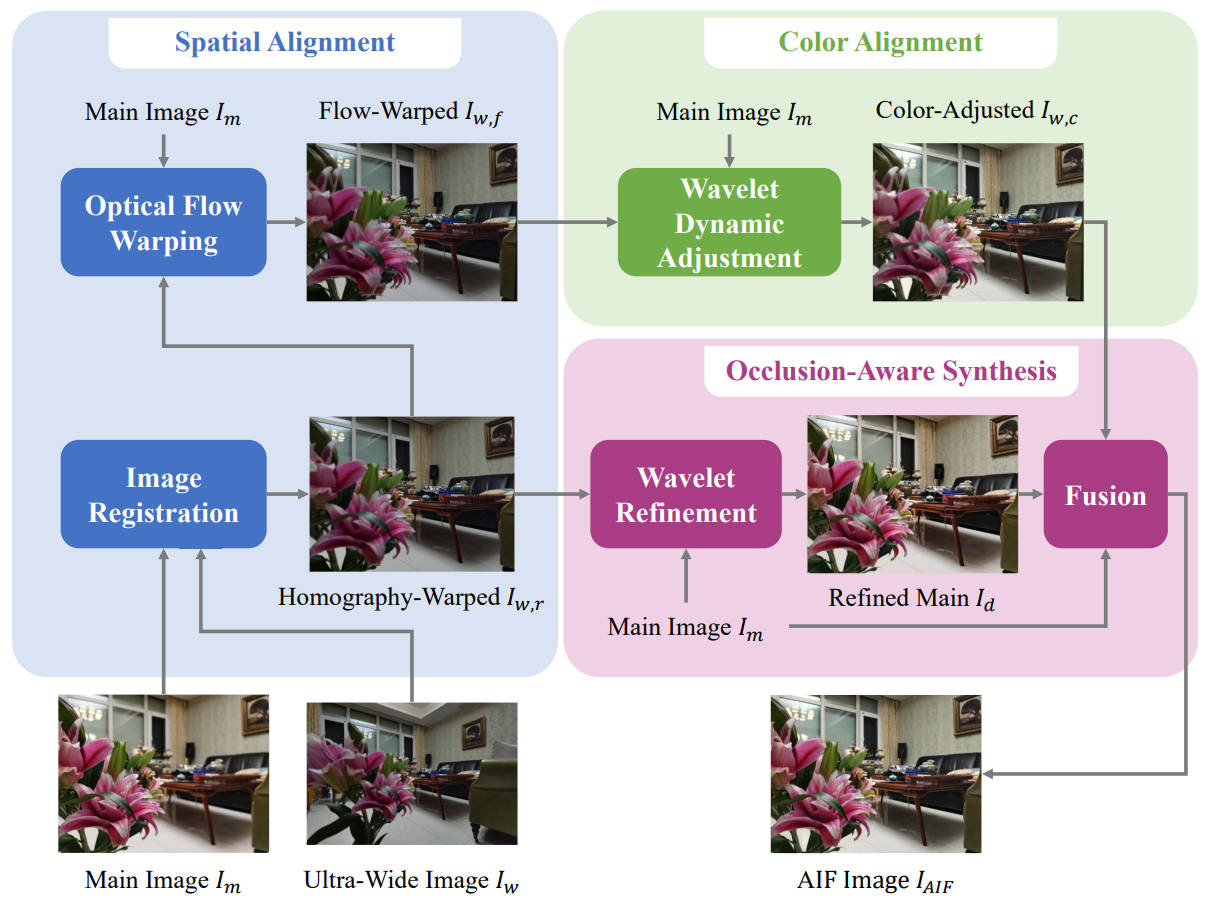 Spatial Alignment
Color Alignment
Main Image I_m
Flow-Warped I_{w,f}
Main Image I_m
Color-Adjusted I_{w,c}
Optical Flow
Warping
Wavelet
Dynamic
Adjustment
Occlusion-Aware Synthesis
Image
Registration
Wavelet
Refinement
Fusion
Homography-Warped I_{w,r}
Refined Main I_d
Main Image I_m
Main Image I_m
Ultra-Wide Image I_w
AIF Image I_{AIF}